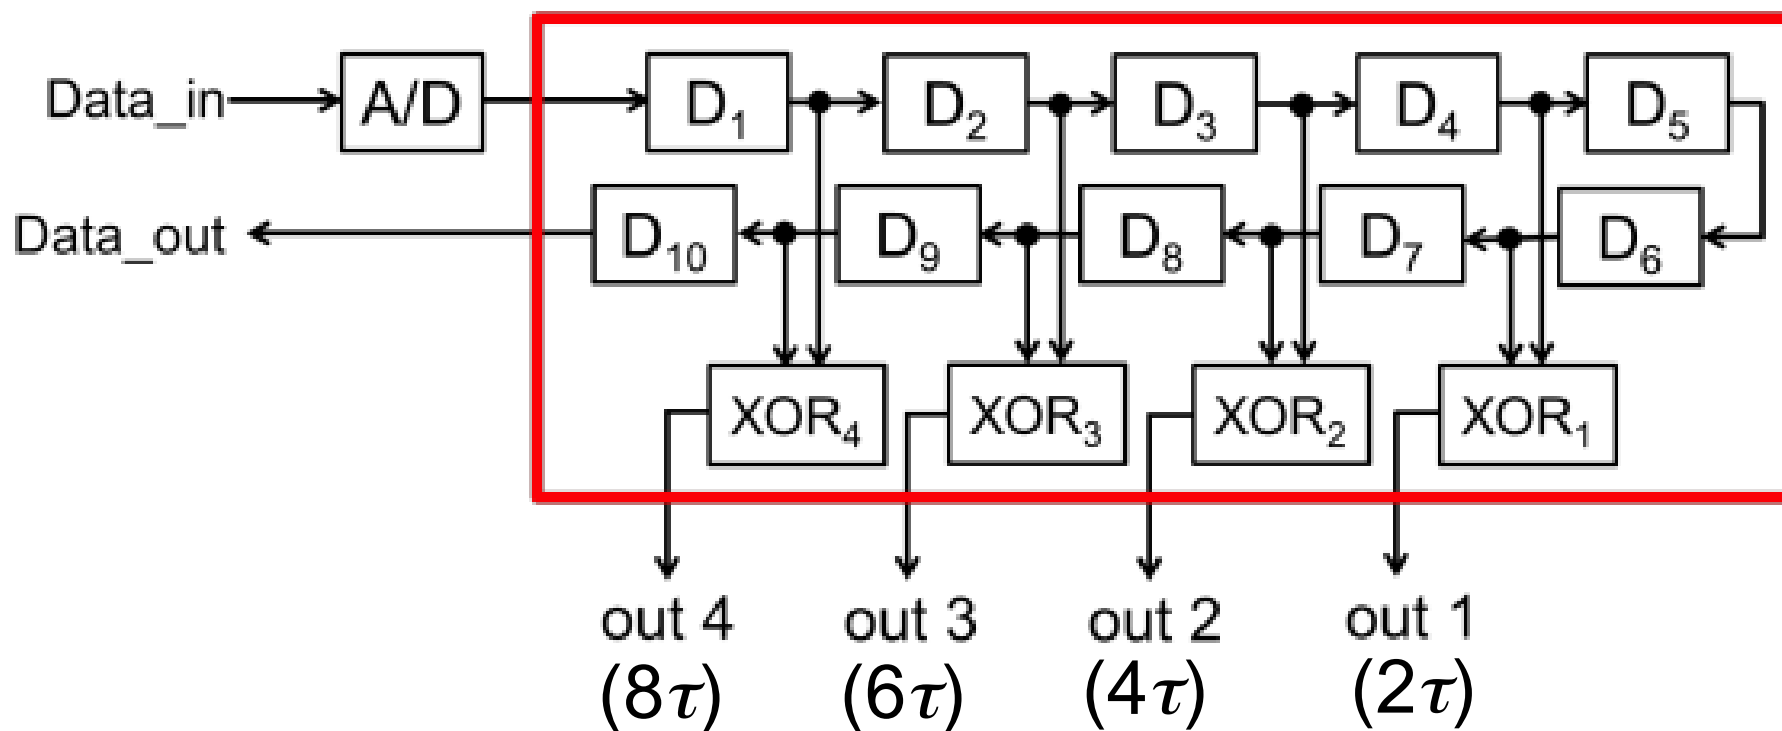 Data_in A/D D₁ D₂ D₃ D₄ D₅
Data_out D₁₀ D₉ D₈ D₇ D₆
XOR₄ XOR₃ XOR₂ XOR₁
out 4 out 3 out 2 out 1
(8τ) (6τ) (4τ) (2τ)